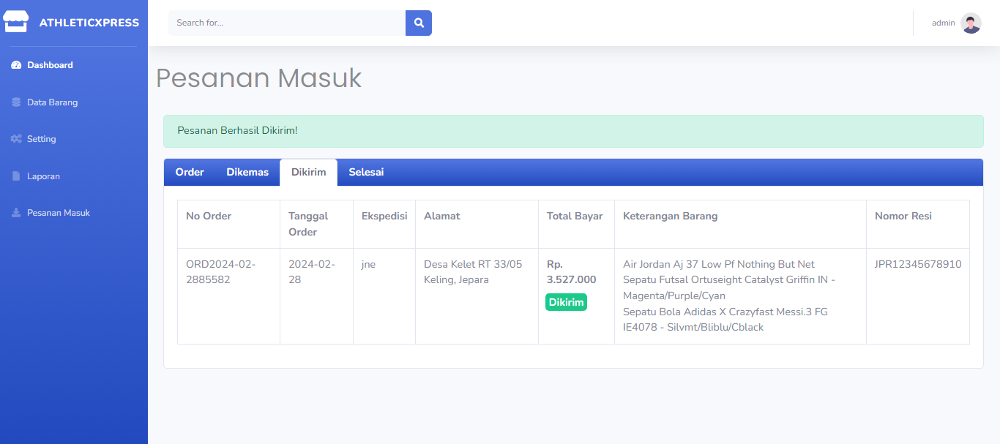 ATHLETICXPRESS
Search for...
admin
Dashboard
Data Barang
Setting
Laporan
Pesanan Masuk
Pesanan Masuk
Pesanan Berhasil Dikirim!
Order Dikemas Dikirim Selesai
No Order
Tanggal
Order
Ekspedisi
Alamat
Total Bayar
Keterangan Barang
Nomor Resi
ORD2024-02-
2885582
2024-02-
28
jne
Desa Kelet RT 33/05
Keling, Jepara
Rp.
3.527.000
Dikirim
Air Jordan Aj 37 Low Pf Nothing But Net
Sepatu Futsal Ortuseight Catalyst Griffin IN -
Magenta/Purple/Cyan
Sepatu Bola Adidas X Crazyfast Messi.3 FG
IE4078 - Silvmt/Bliblu/Cblack
JPR12345678910